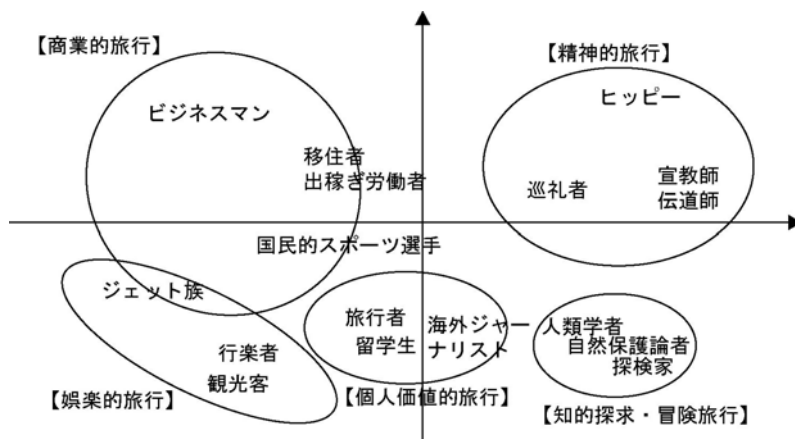 【商業的旅行】
【精神的旅行】
ヒッピー
ビジネスマン
移住者
出稼ぎ労働者
巡礼者
宣教師
伝道師
国民的スポーツ選手
ジェット族
旅行者
留学生
海外ジャー
ナリスト
人類学者
自然保護論者
探検家
行楽者
観光客
【娯楽的旅行】
【個人価値的旅行】
【知的探求・冒険旅行】